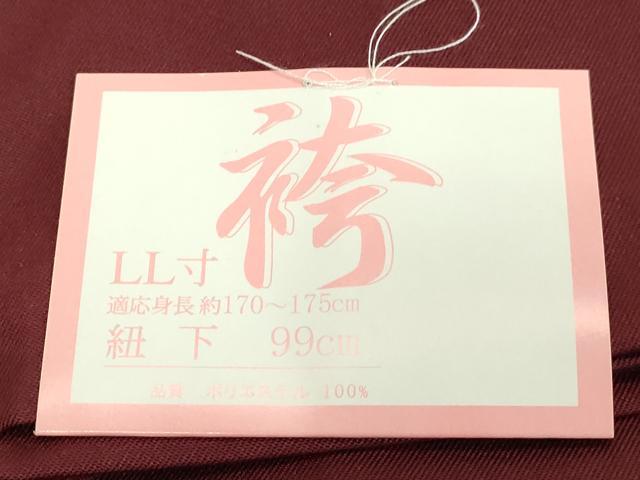 袴
LL寸
適応身長 約170～175cm
紐 下 99cm
品質 ポリエステル 100%